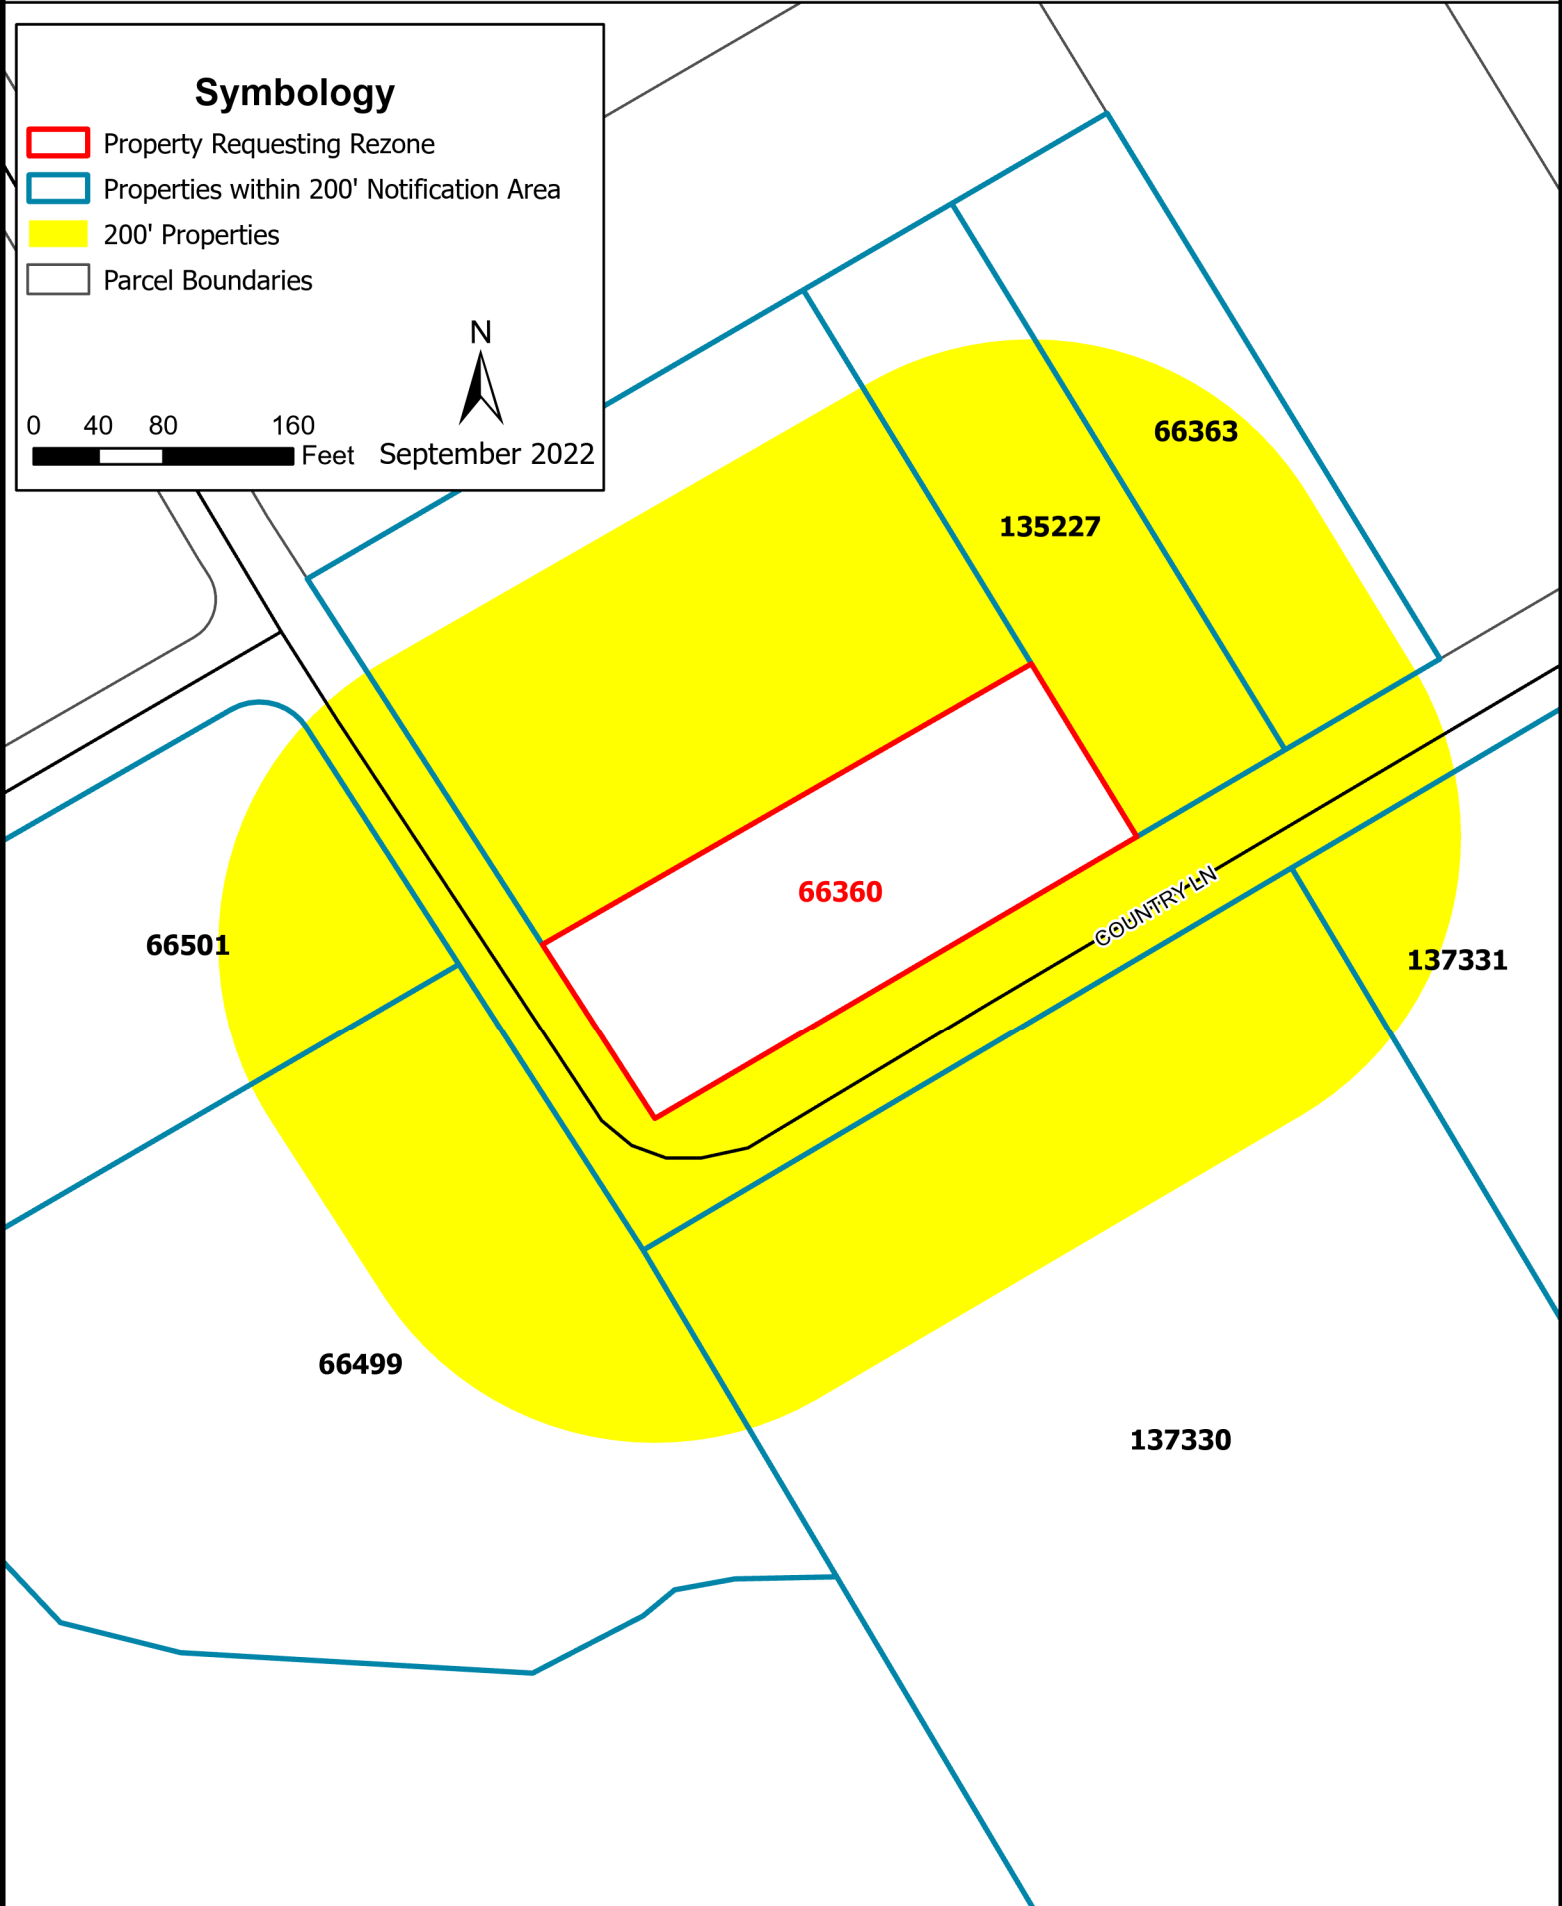 Symbology
Property Requesting Rezone
Properties within 200' Notification Area
200' Properties
Parcel Boundaries
N
0 40 80 160
Feet
September 2022
66363
135227
66360
COUNTRY LN
66501
137331
66499
137330